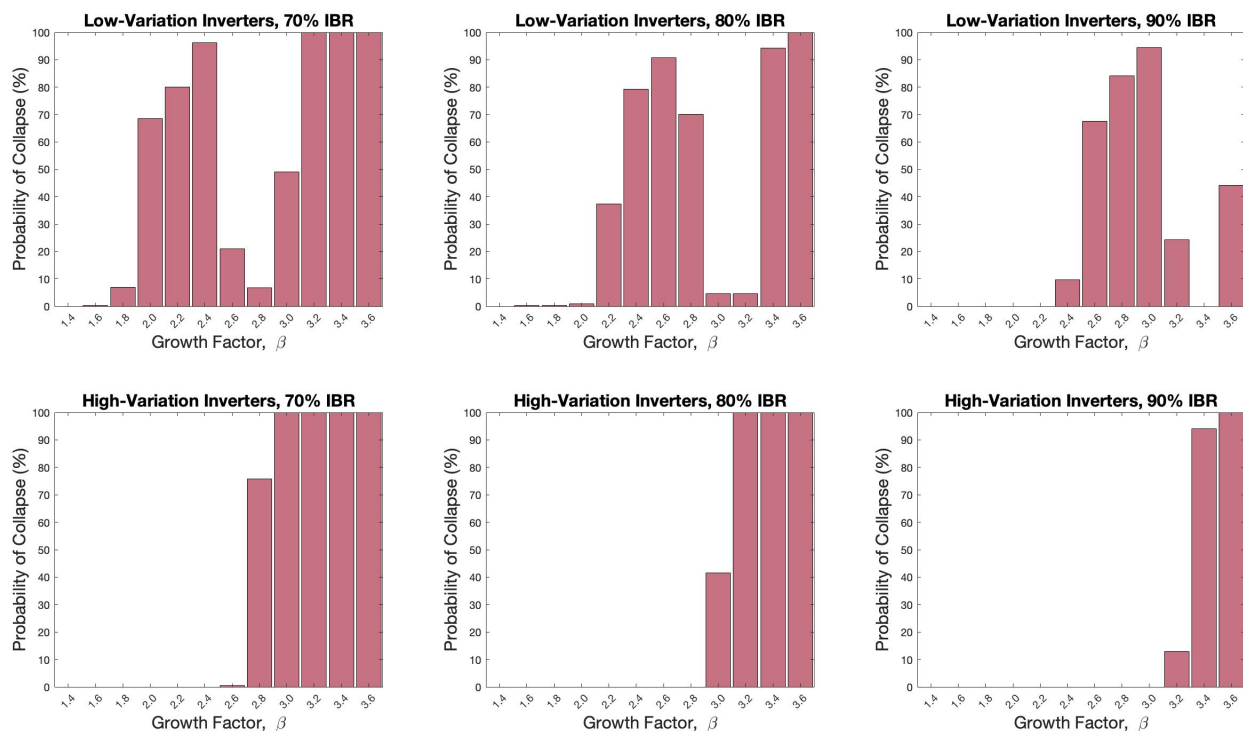 Low-Variation Inverters, 70% IBR
Probability of Collapse (%)
100
90
80
70
60
50
40
30
20
10
0
1.4 1.6 1.8 2.0 2.2 2.4 2.6 2.8 3.0 3.2 3.4 3.6
Growth Factor, β
Low-Variation Inverters, 80% IBR
Probability of Collapse (%)
100
90
80
70
60
50
40
30
20
10
0
1.4 1.6 1.8 2.0 2.2 2.4 2.6 2.8 3.0 3.2 3.4 3.6
Growth Factor, β
Low-Variation Inverters, 90% IBR
Probability of Collapse (%)
100
90
80
70
60
50
40
30
20
10
0
1.4 1.6 1.8 2.0 2.2 2.4 2.6 2.8 3.0 3.2 3.4 3.6
Growth Factor, β
High-Variation Inverters, 70% IBR
Probability of Collapse (%)
100
90
80
70
60
50
40
30
20
10
0
1.4 1.6 1.8 2.0 2.2 2.4 2.6 2.8 3.0 3.2 3.4 3.6
Growth Factor, β
High-Variation Inverters, 80% IBR
Probability of Collapse (%)
100
90
80
70
60
50
40
30
20
10
0
1.4 1.6 1.8 2.0 2.2 2.4 2.6 2.8 3.0 3.2 3.4 3.6
Growth Factor, β
High-Variation Inverters, 90% IBR
Probability of Collapse (%)
100
90
80
70
60
50
40
30
20
10
0
1.4 1.6 1.8 2.0 2.2 2.4 2.6 2.8 3.0 3.2 3.4 3.6
Growth Factor, β